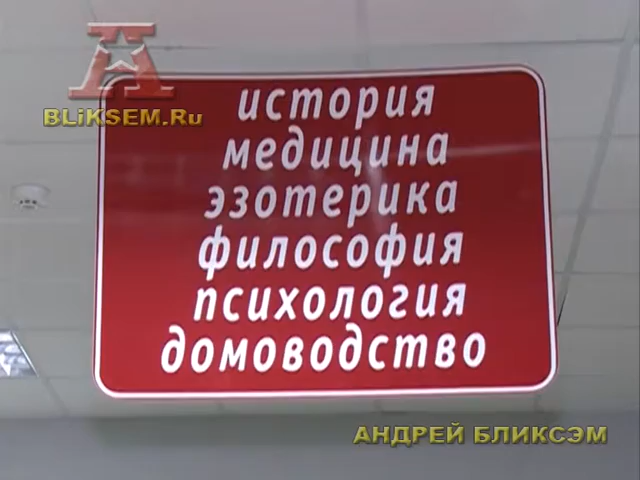 BLiKSEM.Ru
история
медицина
эзотерика
философия
психология
домоводство
АНДРЕЙ БЛИКСЭМ